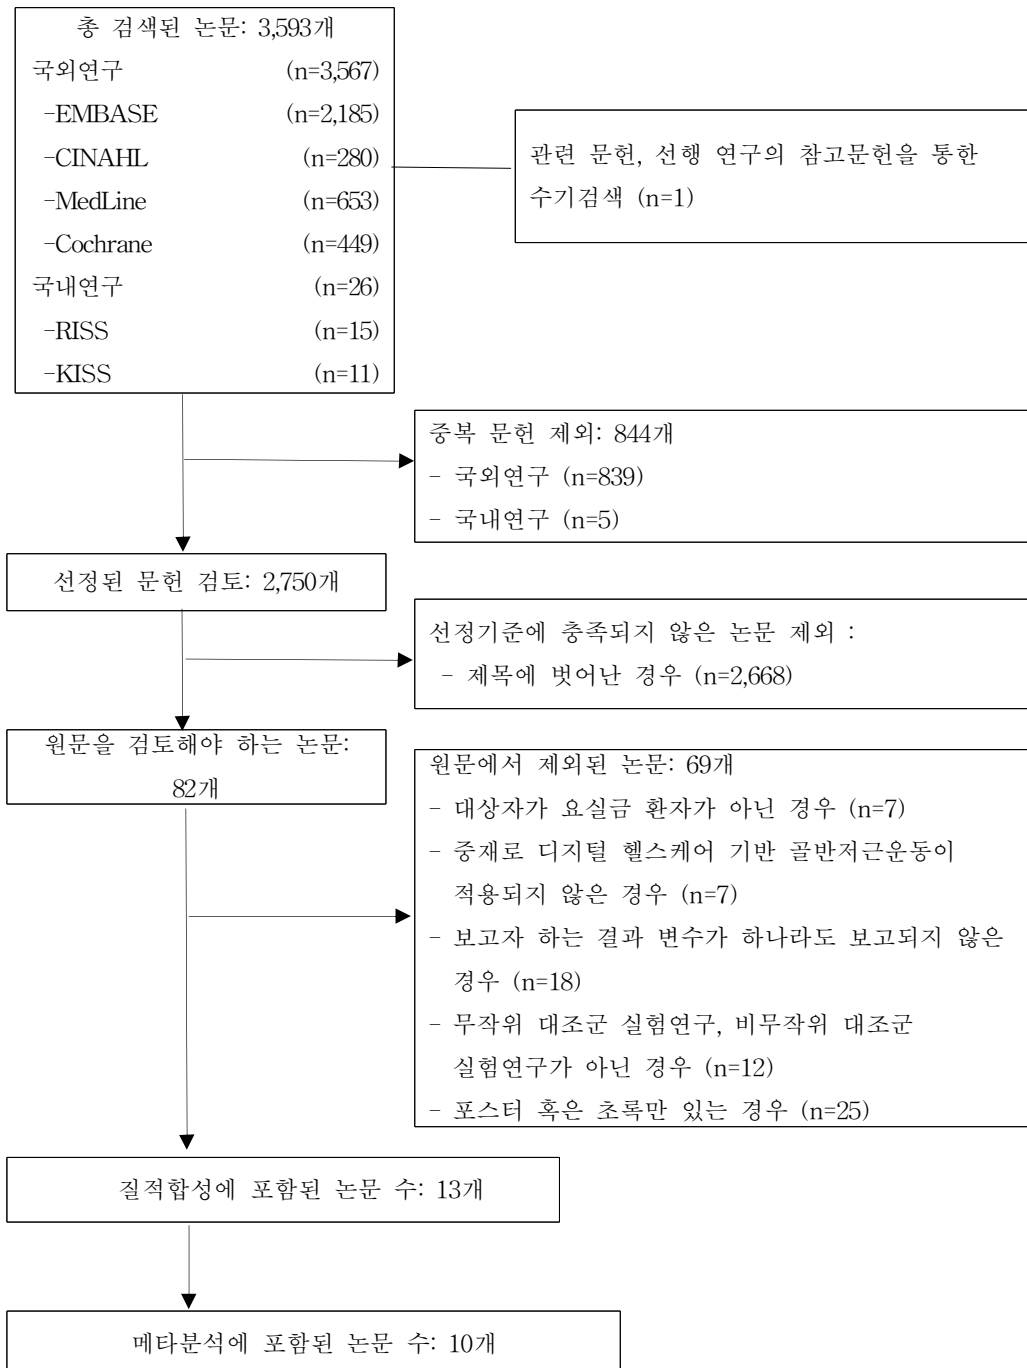 총 검색된 논문: 3,593개
국외연구 (n=3,567)
-EMBASE (n=2,185)
-CINAHL (n=280)
-MedLine (n=653)
-Cochrane (n=449)
국내연구 (n=26)
-RISS (n=15)
-KISS (n=11)
관련 문헌, 선행 연구의 참고문헌을 통한
수기검색 (n=1)
중복 문헌 제외: 844개
- 국외연구 (n=839)
- 국내연구 (n=5)
선정된 문헌 검토: 2,750개
선정기준에 충족되지 않은 논문 제외 :
- 제목에 벗어난 경우 (n=2,668)
원문을 검토해야 하는 논문:
82개
원문에서 제외된 논문: 69개
- 대상자가 요실금 환자가 아닌 경우 (n=7)
- 중재로 디지털 헬스케어 기반 골반저근운동이
적용되지 않은 경우 (n=7)
- 보고자 하는 결과 변수가 하나라도 보고되지 않은
경우 (n=18)
- 무작위 대조군 실험연구, 비무작위 대조군
실험연구가 아닌 경우 (n=12)
- 포스터 혹은 초록만 있는 경우 (n=25)
질적합성에 포함된 논문 수: 13개
메타분석에 포함된 논문 수: 10개